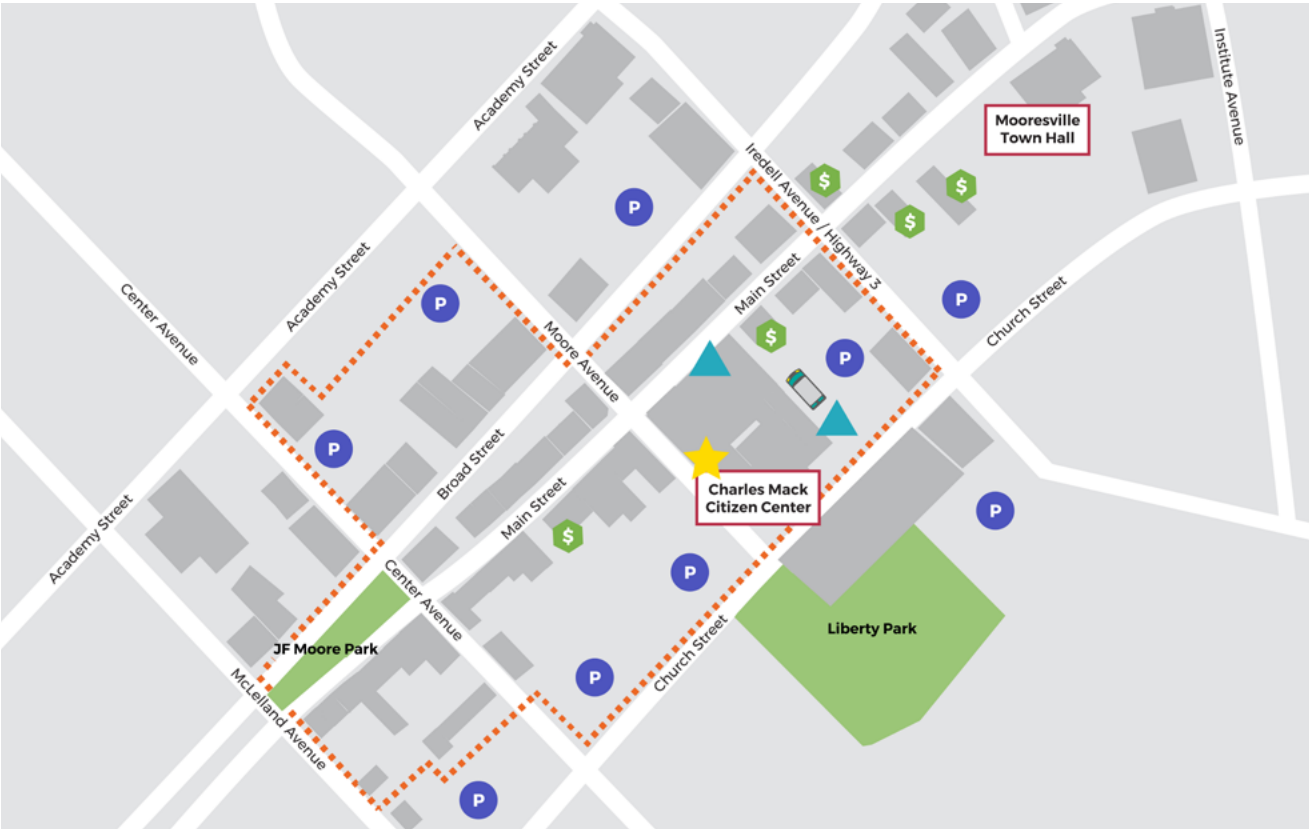 Academy Street
Institute Avenue
Mooresville
Town Hall
$
$
$
P
Iredell Avenue / Highway 3
Academy Street
Center Avenue
P
Main Street
P
Church Street
$
P
Moore Avenue
P
Broad Street
Main Street
Charles Mack
Citizen Center
P
Academy Street
$
P
Center Avenue
Liberty Park
JF Moore Park
Church Street
P
McLelland Avenue
P